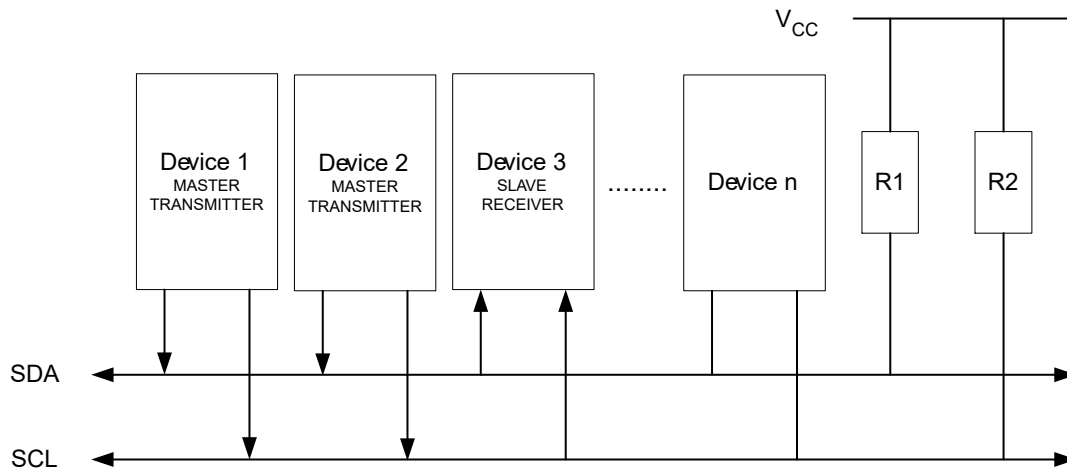 VCC
Device 1
MASTER
TRANSMITTER
Device 2
MASTER
TRANSMITTER
Device 3
SLAVE
RECEIVER
........
Device n
R1
R2
SDA
SCL